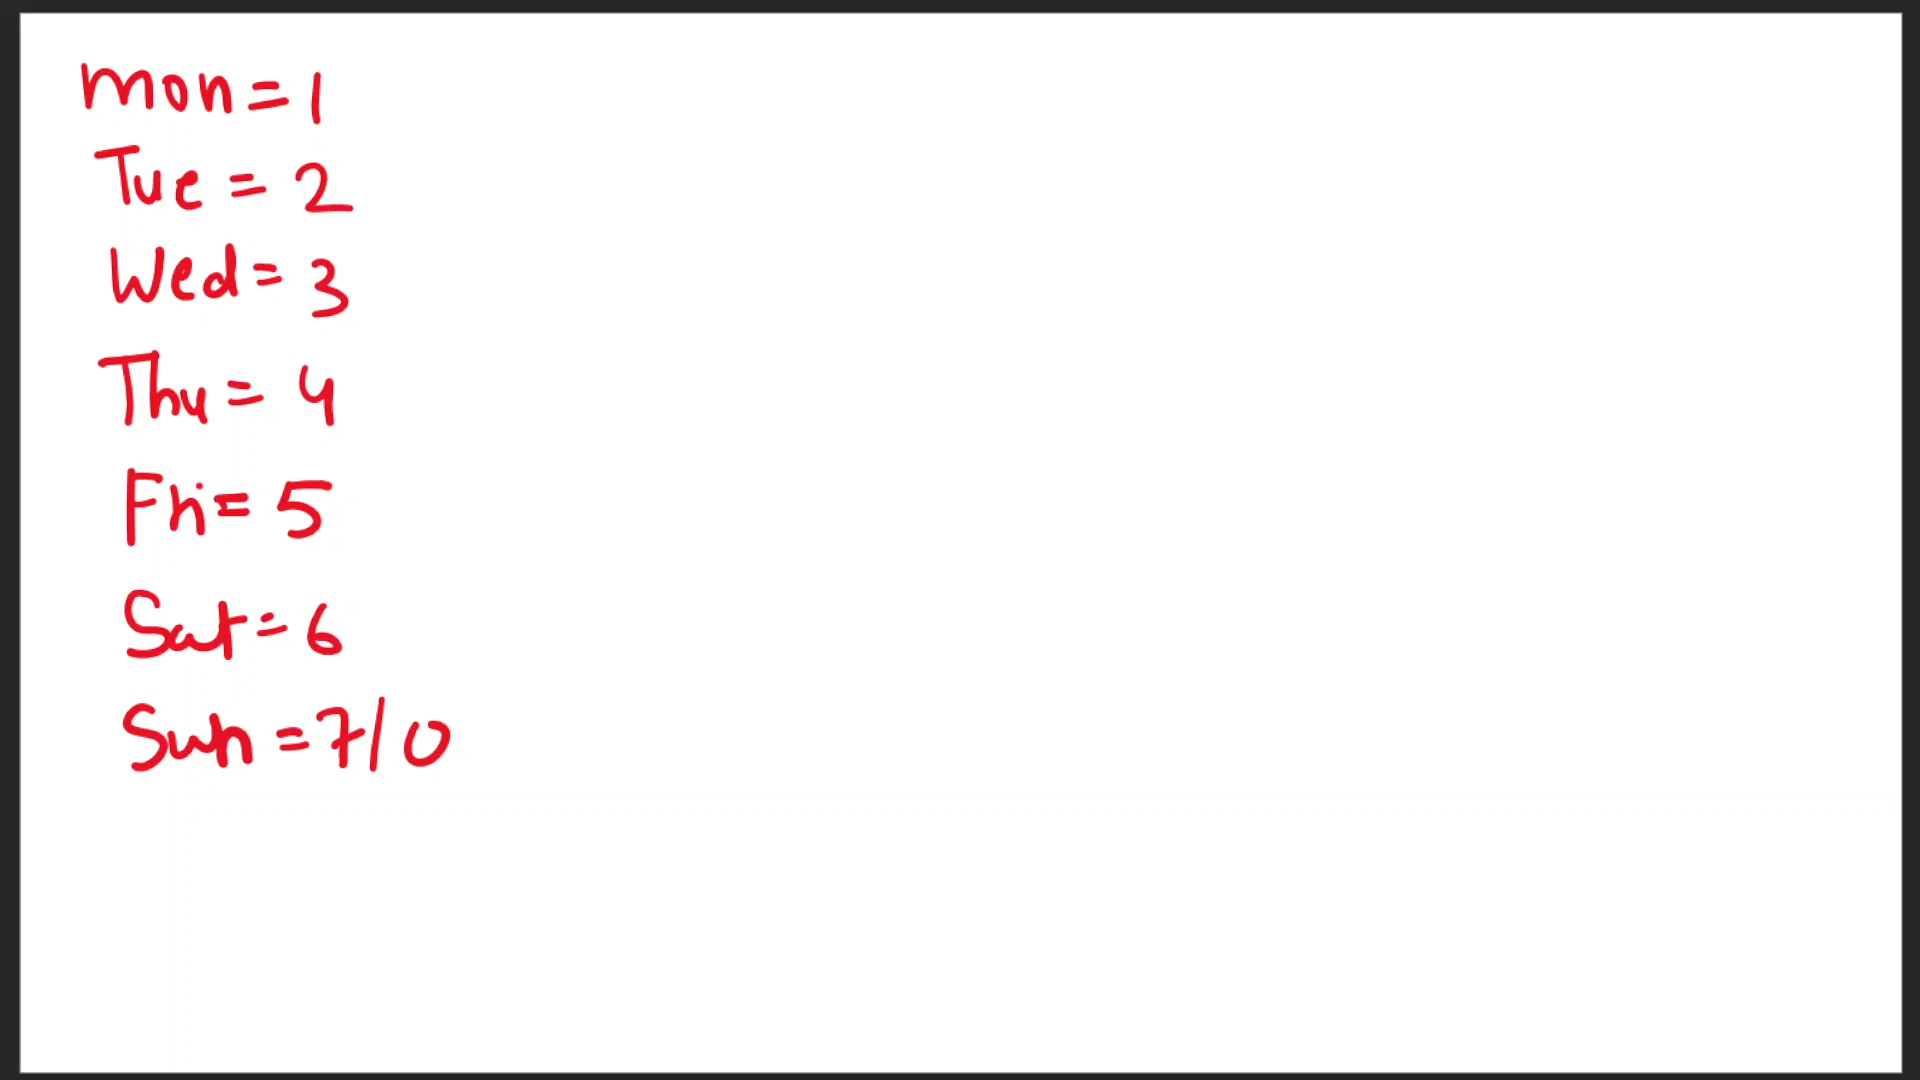 Mon = 1
Tue = 2
Wed = 3
Thu = 4
Fri = 5
Sat = 6
Sun = 7/0